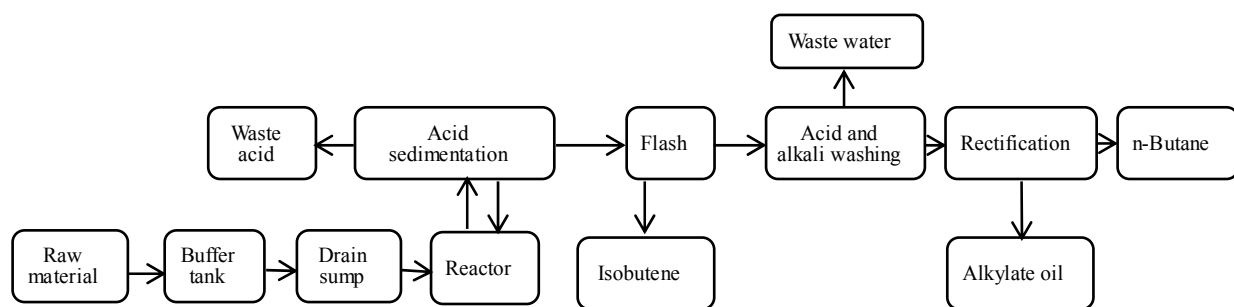 Waste water
Waste
acid
Acid
sedimentation
Flash
Acid and
alkali washing
Rectification
n-Butane
Raw
material
Buffer
tank
Drain
sump
Reactor
Isobutene
Alkylate oil